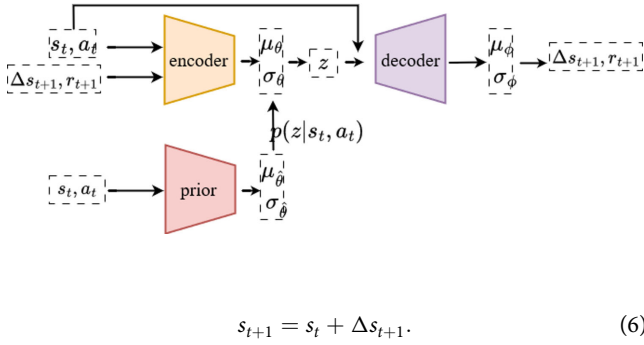 s_t, a_t
Δs_{t+1}, r_{t+1}
encoder
μ_θ
σ_θ
z
decoder
μ_ϕ
σ_ϕ
Δs_{t+1}, r_{t+1}
p(z|s_t, a_t)
s_t, a_t
prior
μ_θ̂
σ_θ̂
s_{t+1} = s_t + Δs_{t+1}. (6)